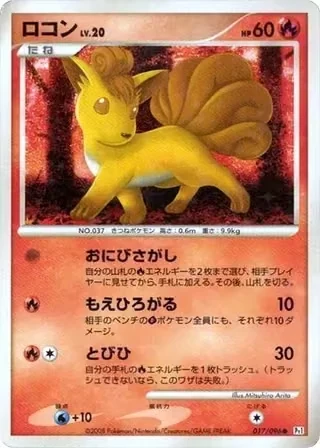 ロコン LV.20 HP 60
たね
Illus.Mitsuhiro Arita
NO.037 きつねポケモン 高さ：0.6m 重さ：9.9kg
おにびさがし
自分の山札のエネルギーを2枚まで選び、相手プレイ
ヤーに見せてから、手札に加える。その後、山札を切る。
もえひろがる 10
相手のベンチのポケモン全員にも、それぞれ10ダ
メージ。
とびひ 30
自分の手札のエネルギーを1枚トラッシュ。（トラッシュ
できないなら、このワザは失敗。）
弱点 抵抗力 にげる
+10
©2008 Pokémon/Nintendo/Creatures/GAME FREAK.
017/096